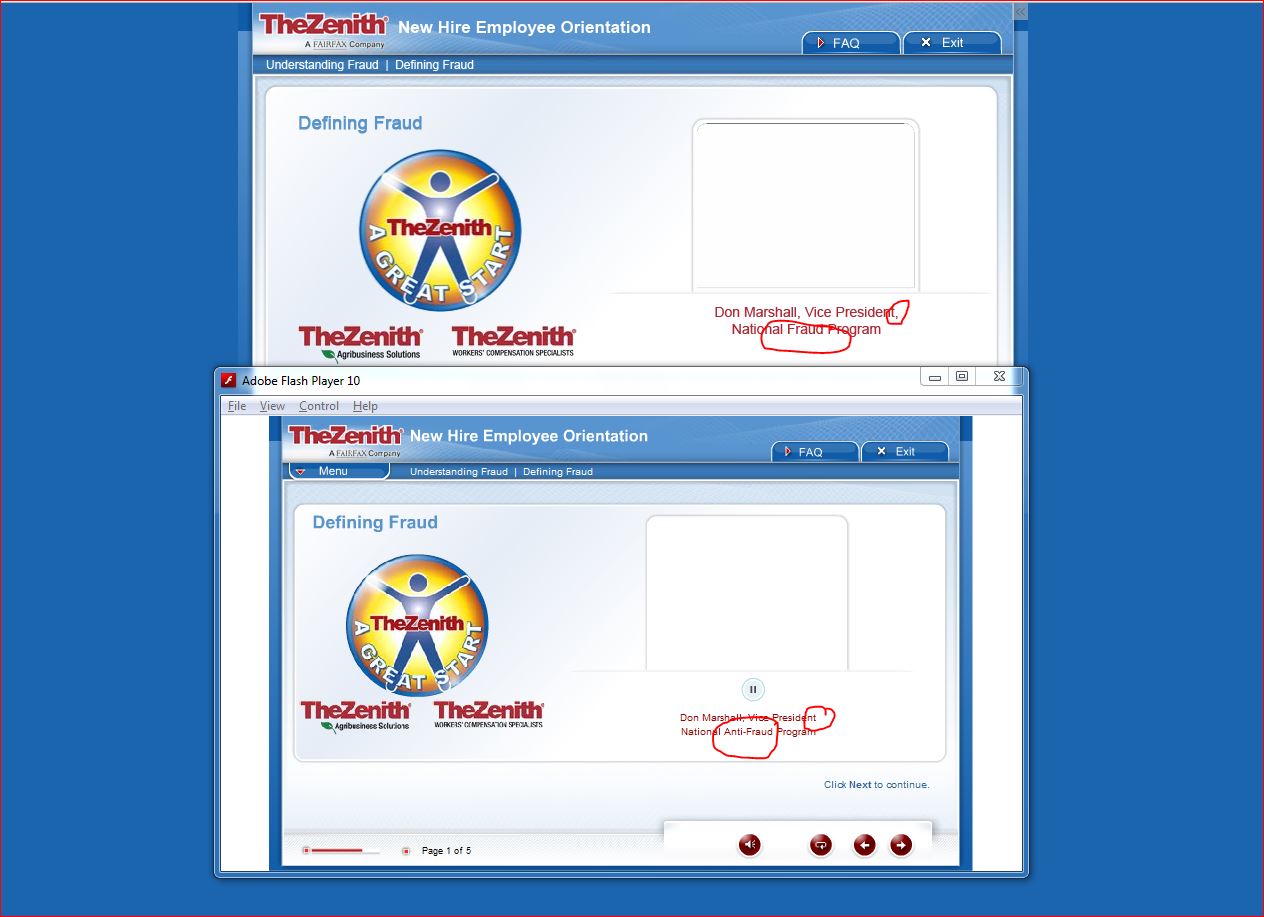 TheZenith®
A FAIRFAX Company
New Hire Employee Orientation
FAQ
Exit
Understanding Fraud | Defining Fraud
Defining Fraud
TheZenith
A GREAT START
TheZenith®
Agribusiness Solutions
TheZenith®
WORKERS' COMPENSATION SPECIALISTS
Don Marshall, Vice President,
National Fraud Program
Adobe Flash Player 10
File View Control Help
TheZenith®
A FAIRFAX Company
New Hire Employee Orientation
FAQ
Exit
Menu
Understanding Fraud | Defining Fraud
Defining Fraud
TheZenith
A GREAT START
TheZenith®
Agribusiness Solutions
TheZenith®
WORKERS' COMPENSATION SPECIALISTS
Don Marshall, Vice President
National Anti-Fraud Program
Click Next to continue.
Page 1 of 5